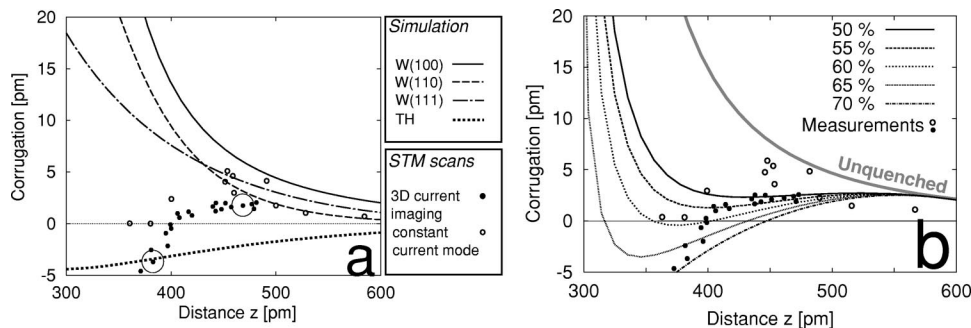 20
15
10
5
0
-5
300
400
500
600
Corrugation [pm]
Distance z [pm]
a
Simulation
W(100)
W(110)
W(111)
TH
STM scans
3D current
imaging
constant
current mode
20
15
10
5
0
-5
300
400
500
600
Corrugation [pm]
Distance z [pm]
50 %
55 %
60 %
65 %
70 %
Measurements
Unquenched
b